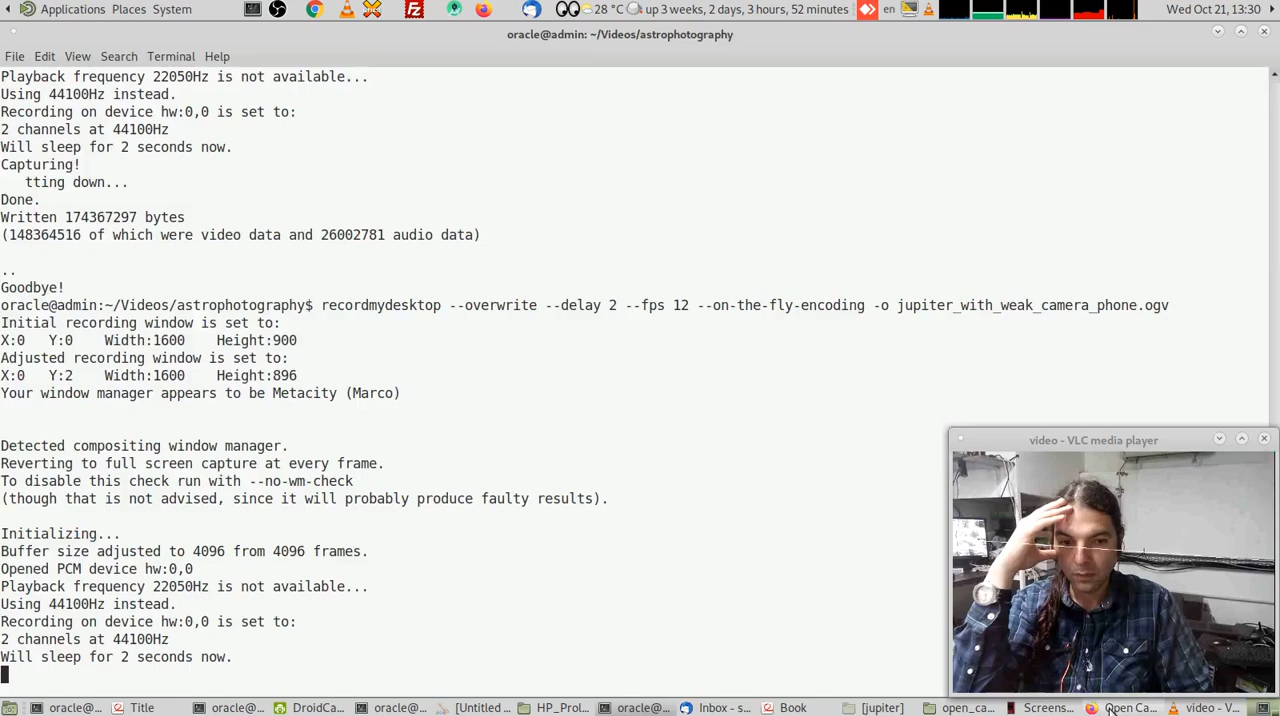 Applications Places System 28 °C up 3 weeks, 2 days, 3 hours, 52 minutes en Wed Oct 21, 13:30
oracle@admin: ~/Videos/astrophotography
File Edit View Search Terminal Help
Playback frequency 22050Hz is not available...
Using 44100Hz instead.
Recording on device hw:0,0 is set to:
2 channels at 44100Hz
Will sleep for 2 seconds now.
Capturing!
tting down...
Done.
Written 174367297 bytes
(148364516 of which were video data and 26002781 audio data)
..
Goodbye!
oracle@admin:~/Videos/astrophotography$ recordmydesktop --overwrite --delay 2 --fps 12 --on-the-fly-encoding -o jupiter_with_weak_camera_phone.ogv
Initial recording window is set to:
X:0 Y:0 Width:1600 Height:900
Adjusted recording window is set to:
X:0 Y:2 Width:1600 Height:896
Your window manager appears to be Metacity (Marco)
Detected compositing window manager.
Reverting to full screen capture at every frame.
To disable this check run with --no-wm-check
(though that is not advised, since it will probably produce faulty results).
Initializing...
Buffer size adjusted to 4096 from 4096 frames.
Opened PCM device hw:0,0
Playback frequency 22050Hz is not available...
Using 44100Hz instead.
Recording on device hw:0,0 is set to:
2 channels at 44100Hz
Will sleep for 2 seconds now.
video - VLC media player
oracle@... Title oracle@... DroidCa... oracle@... [Untitled ... HP_Prol... oracle@... Inbox - s... Book [jupiter] open_ca... Screens... Open Ca... video - V...